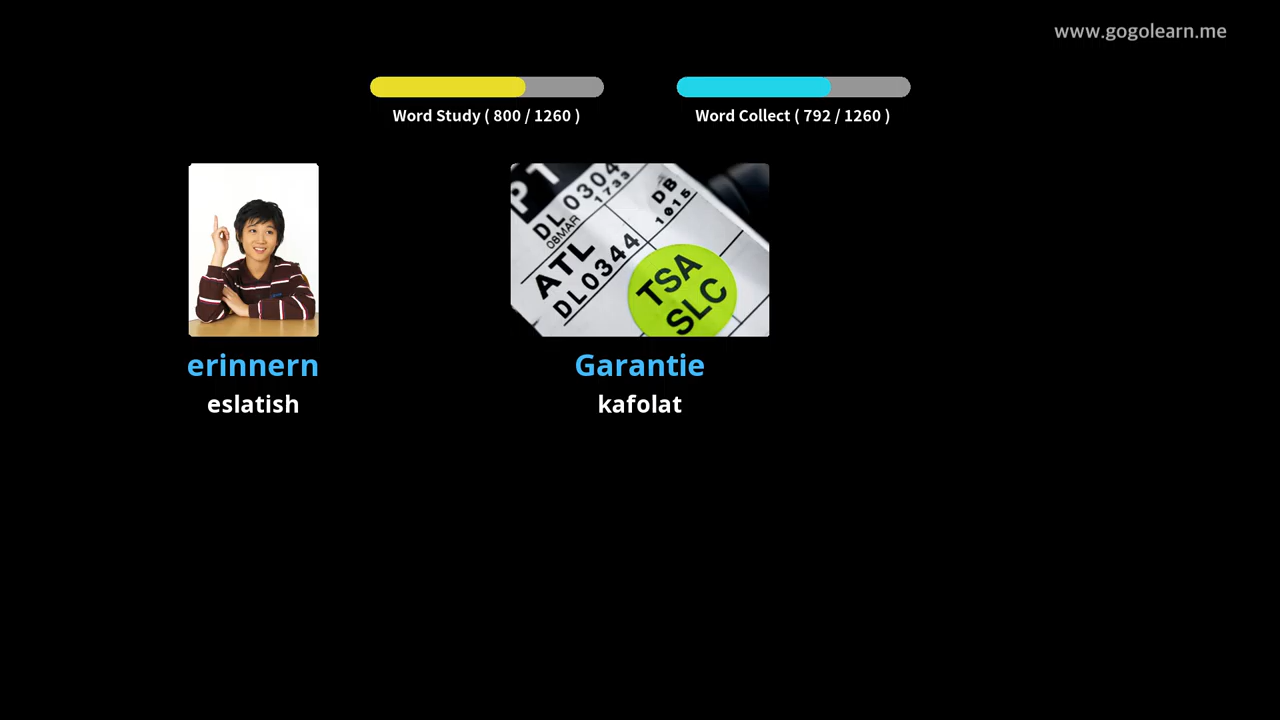 www.gogolearn.me
Word Study ( 800 / 1260 )
Word Collect ( 792 / 1260 )
P1
DL0304
1733
08MAR
DB
1015
ATL
DL0344
TSA
SLC
erinnern
eslatish
Garantie
kafolat